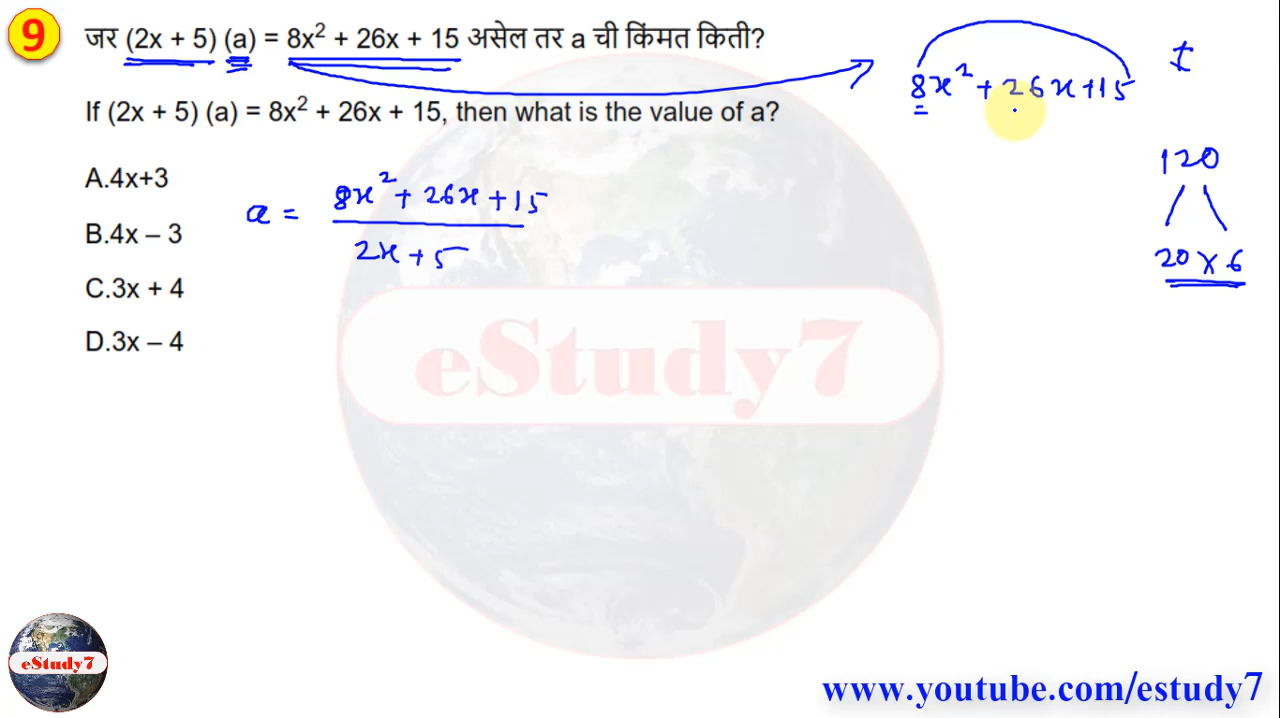 9
जर (2x + 5) (a) = 8x² + 26x + 15 असेल तर a ची किंमत किती?
8x² + 26x + 15
If (2x + 5) (a) = 8x² + 26x + 15, then what is the value of a?
120
20 × 6
A.4x+3
a = 8x² + 26x + 15
2x + 5
B.4x – 3
C.3x + 4
D.3x – 4
eStudy7
eStudy7
www.youtube.com/estudy7